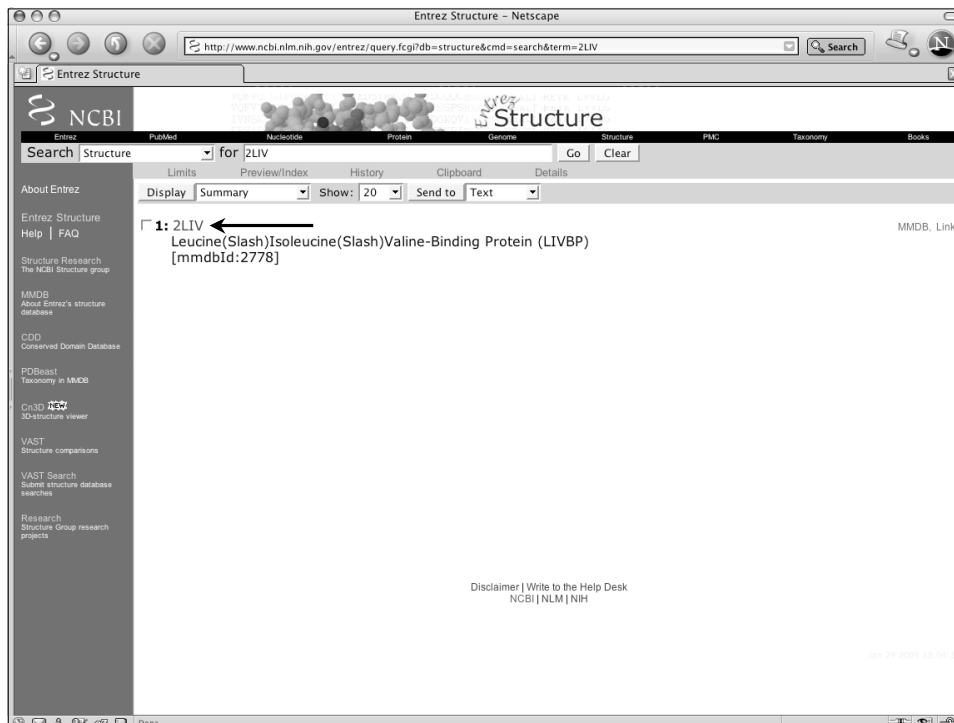 Entrez Structure – Netscape
http://www.ncbi.nlm.nih.gov/entrez/query.fcgi?db=structure&cmd=search&term=2LIV
Search
N
Entrez Structure
NCBI
Entrez
Structure
Entrez PubMed Nucleotide Protein Genome Structure PMC Taxonomy Books
Search Structure for 2LIV Go Clear
Limits Preview/Index History Clipboard Details
About Entrez
Display Summary Show: 20 Send to Text
Entrez Structure
Help | FAQ
1: 2LIV
MMDB, Link
Leucine(Slash)Isoleucine(Slash)Valine-Binding Protein (LIVBP)
[mmdbId:2778]
Structure Research
The NCBI Structure group
MMDB
About Entrez's structure
database
CDD
Conserved Domain Database
PDBeast
Taxonomy in MMDB
Cn3D NEW
3D-structure viewer
VAST
Structure comparisons
VAST Search
Submit structure database
searches
Research
Structure Group research
projects
Disclaimer | Write to the Help Desk
NCBI | NLM | NIH